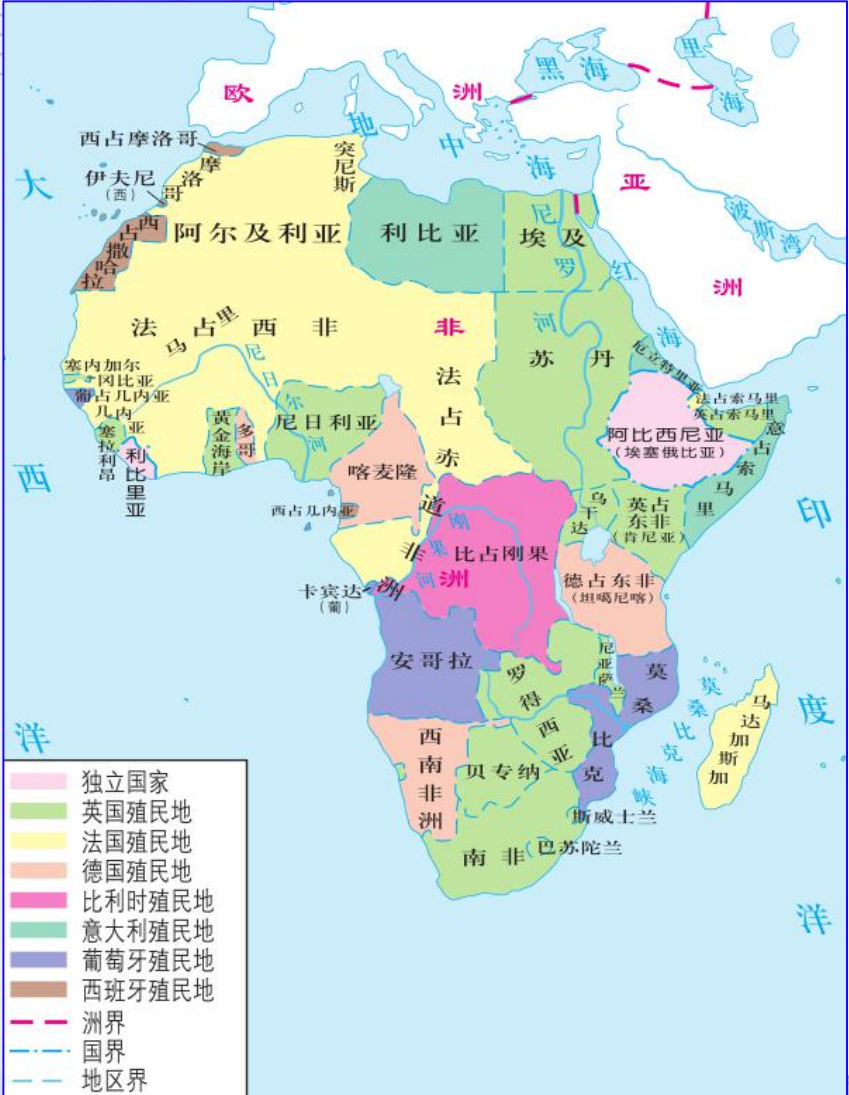 欧洲
黑海
里海
地中海
亚洲
波斯湾
红海
大西洋
印度洋
西占摩洛哥
伊夫尼
(西)
摩洛哥
突尼斯
阿尔及利亚
利比亚
埃及
尼罗河
西占撒哈拉
法占西非
马里
非洲
法占赤道非洲
苏丹
厄立特里亚
塞内加尔
冈比亚
葡占几内亚
几内亚
塞拉利昂
利比里亚
黄金海岸
多哥
尼日利亚
尼日尔河
喀麦隆
西占几内亚
法占索马里
英占索马里
意占索马里
阿比西尼亚
(埃塞俄比亚)
乌干达
英占东非
(肯尼亚)
刚果河
比占刚果
卡宾达
(葡)
德占东非
(坦噶尼喀)
安哥拉
罗得西亚
尼亚萨兰
莫桑比克
莫桑比克海峡
马达加斯加
西南非洲
贝专纳
斯威士兰
南非
巴苏陀兰
独立国家
英国殖民地
法国殖民地
德国殖民地
比利时殖民地
意大利殖民地
葡萄牙殖民地
西班牙殖民地
洲界
国界
地区界